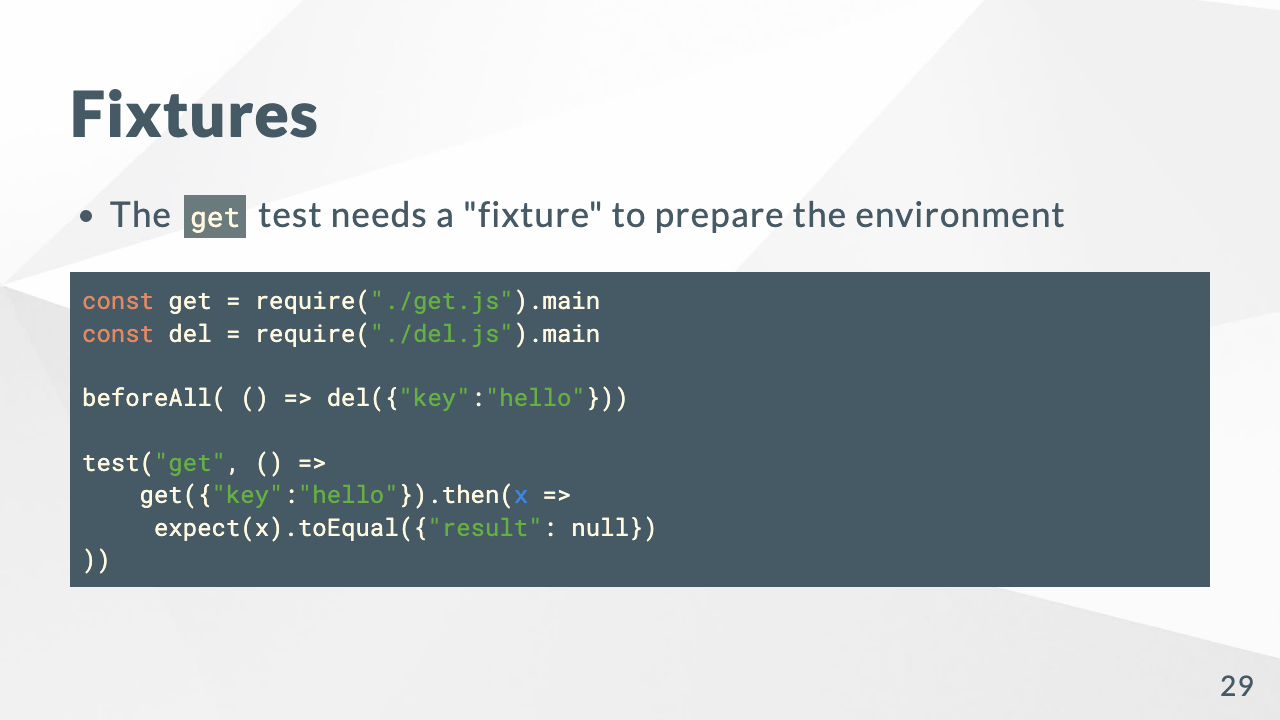 Fixtures
• The get test needs a "fixture" to prepare the environment
const get = require("./get.js").main
const del = require("./del.js").main
beforeAll( () => del({"key":"hello"}))
test("get", () =>
    get({"key":"hello"}).then(x =>
     expect(x).toEqual({"result": null})
))
29